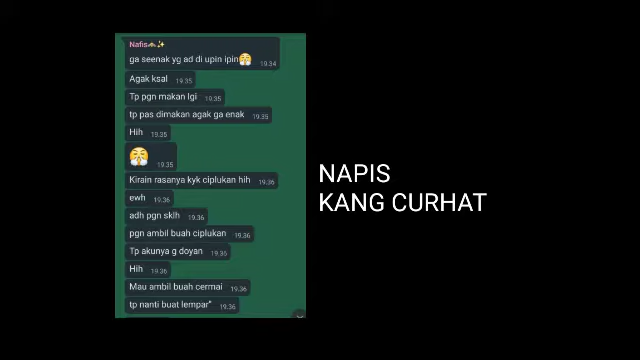 Nafis🙈✨
ga seenak yg ad di upin ipin😤
19.34
Agak ksal 19.35
Tp pgn makan lgi 19.35
tp pas dimakan agak ga enak 19.35
Hih 19.35
😤 19.35
Kirain rasanya kyk ciplukan hih 19.36
ewh 19.36
adh pgn sklh 19.36
pgn ambil buah ciplukan 19.36
Tp akunya g doyan 19.36
Hih 19.36
Mau ambil buah cermai 19.36
tp nanti buat lempar" 19.36
NAPIS
KANG CURHAT